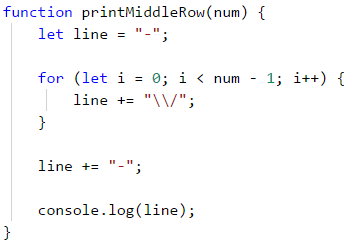 function printMiddleRow(num) {
    let line = "-";

    for (let i = 0; i < num - 1; i++) {
        line += "\\/";
    }

    line += "-";

    console.log(line);
}